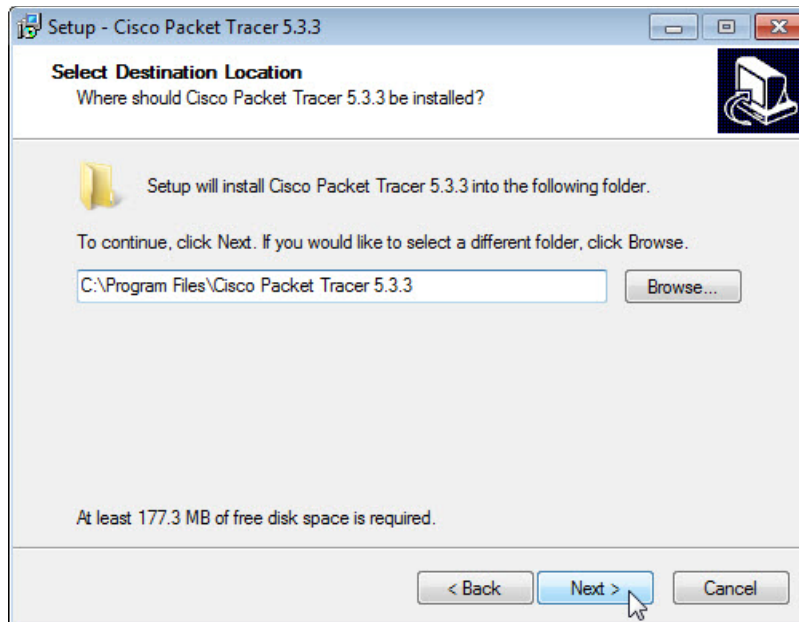 Setup - Cisco Packet Tracer 5.3.3
Select Destination Location
Where should Cisco Packet Tracer 5.3.3 be installed?
Setup will install Cisco Packet Tracer 5.3.3 into the following folder.
To continue, click Next. If you would like to select a different folder, click Browse.
C:\Program Files\Cisco Packet Tracer 5.3.3
Browse...
At least 177.3 MB of free disk space is required.
< Back
Next >
Cancel